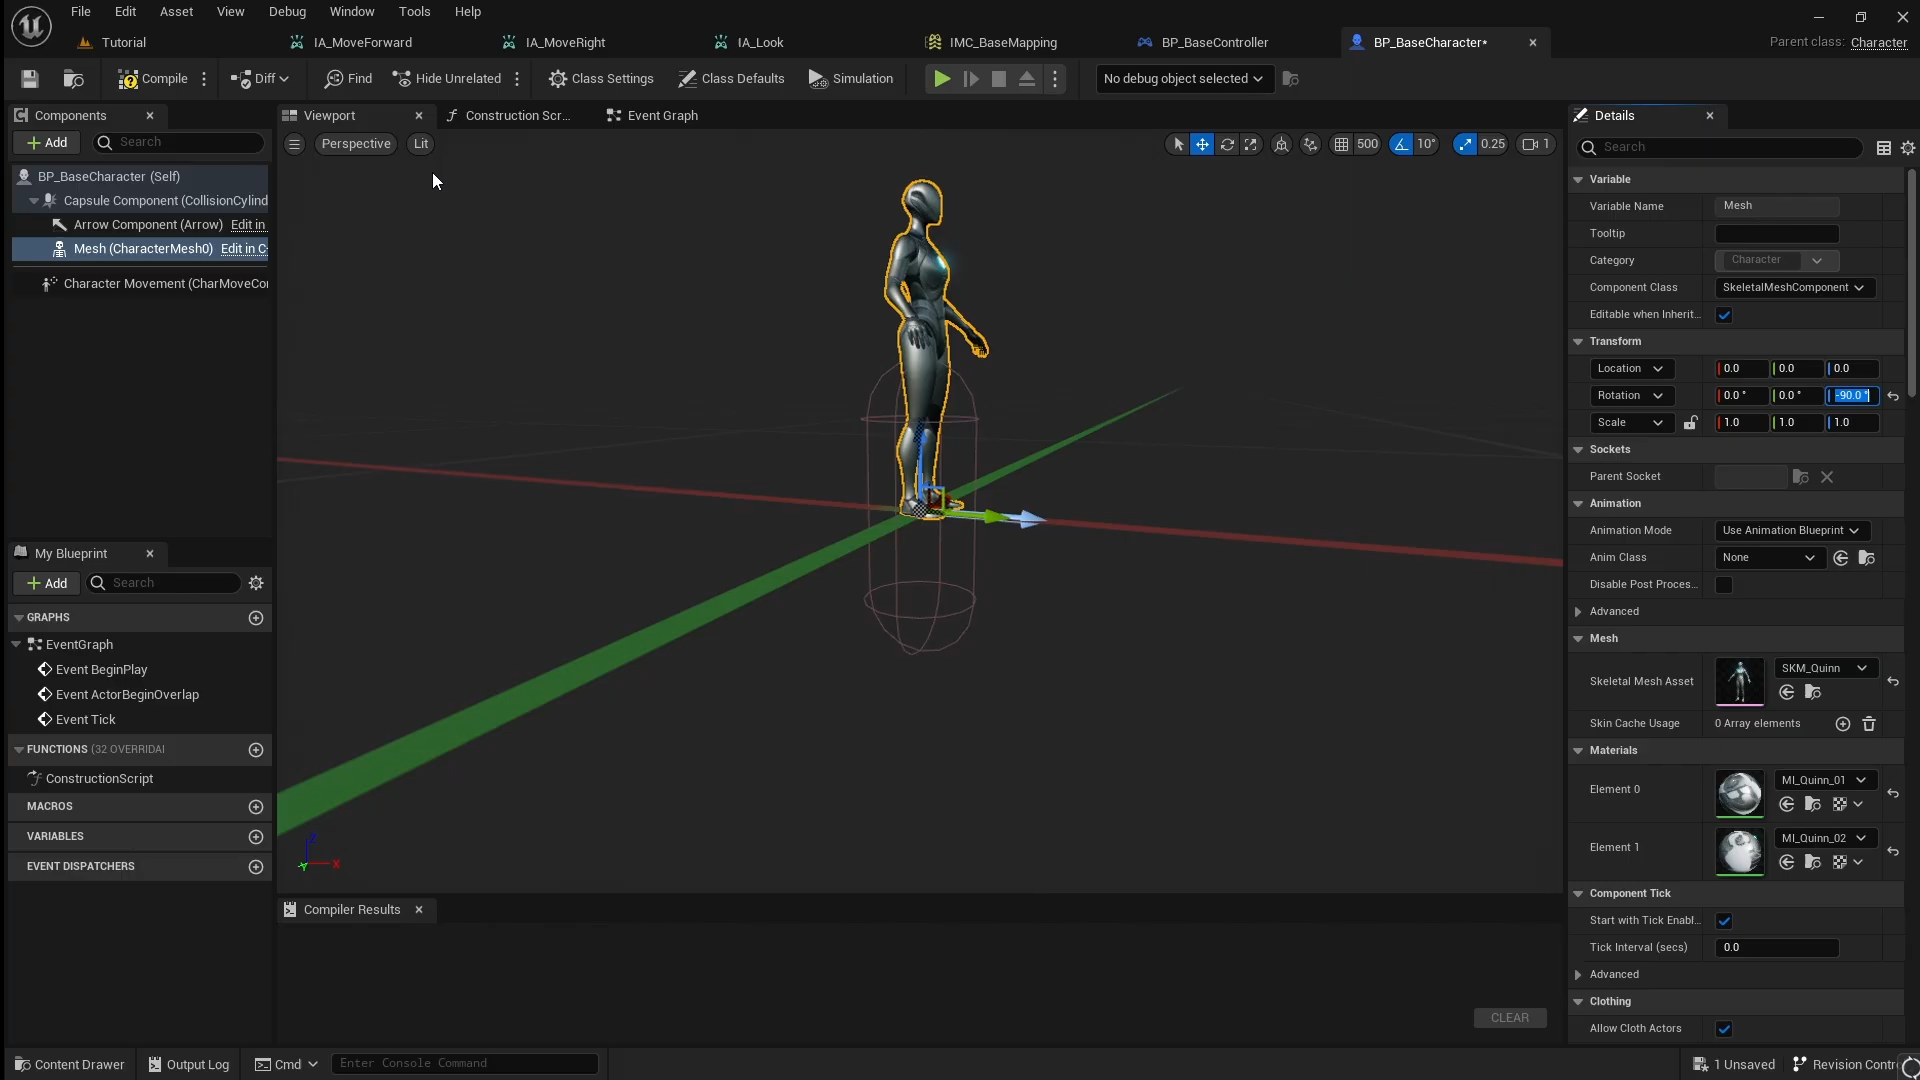 File Edit Asset View Debug Window Tools Help
Tutorial IA_MoveForward IA_MoveRight IA_Look IMC_BaseMapping BP_BaseController BP_BaseCharacter* Parent class: Character
Compile Diff Find Hide Unrelated Class Settings Class Defaults Simulation No debug object selected
Components Viewport Construction Scr... Event Graph Details
Add Search Perspective Lit 500 10° 0.25 1 Search
BP_BaseCharacter (Self)
Capsule Component (CollisionCylind
Arrow Component (Arrow) Edit in
Mesh (CharacterMesh0) Edit in C
Character Movement (CharMoveCo
Variable
Variable Name Mesh
Tooltip
Category Character
Component Class SkeletalMeshComponent
Editable when Inherit...
Transform
Location 0.0 0.0 0.0
Rotation 0.0 ° 0.0 ° -90.0 °
Scale 1.0 1.0 1.0
Sockets
Parent Socket
Animation
Animation Mode Use Animation Blueprint
Anim Class None
Disable Post Proces...
Advanced
Mesh
Skeletal Mesh Asset SKM_Quinn
Skin Cache Usage 0 Array elements
Materials
Element 0 MI_Quinn_01
Element 1 MI_Quinn_02
Component Tick
Start with Tick Enabl...
Tick Interval (secs) 0.0
Advanced
Clothing
Allow Cloth Actors
My Blueprint
Add Search
GRAPHS
EventGraph
Event BeginPlay
Event ActorBeginOverlap
Event Tick
FUNCTIONS (32 OVERRIDAI
ConstructionScript
MACROS
VARIABLES
EVENT DISPATCHERS
Z
Y X
Compiler Results
CLEAR
Content Drawer Output Log Cmd Enter Console Command 1 Unsaved Revision Contr